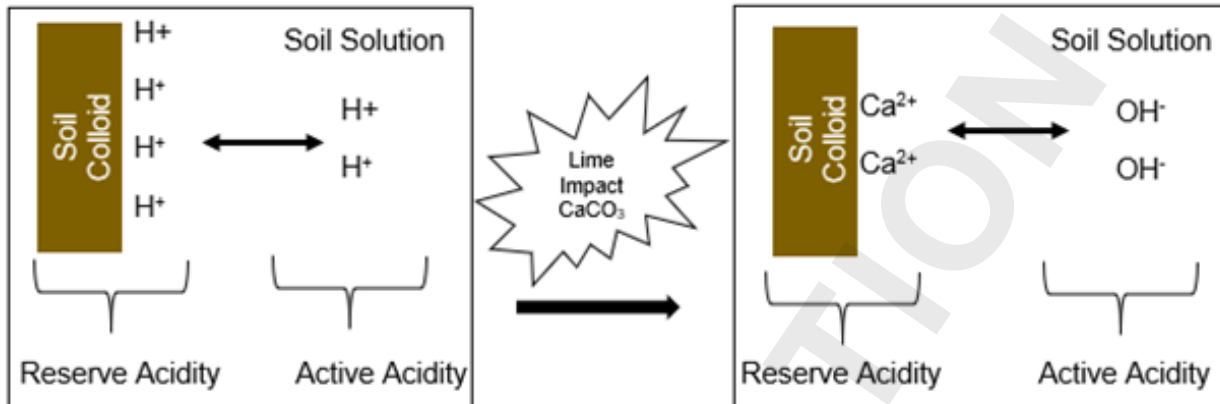 H+
Soil Solution
H⁺
H+
H⁺
H⁺
H⁺
Soil
Colloid
Reserve Acidity
Active Acidity
Lime
Impact
CaCO₃
Soil Solution
Soil
Colloid
Ca²⁺
OH⁻
Ca²⁺
OH⁻
Reserve Acidity
Active Acidity
TION